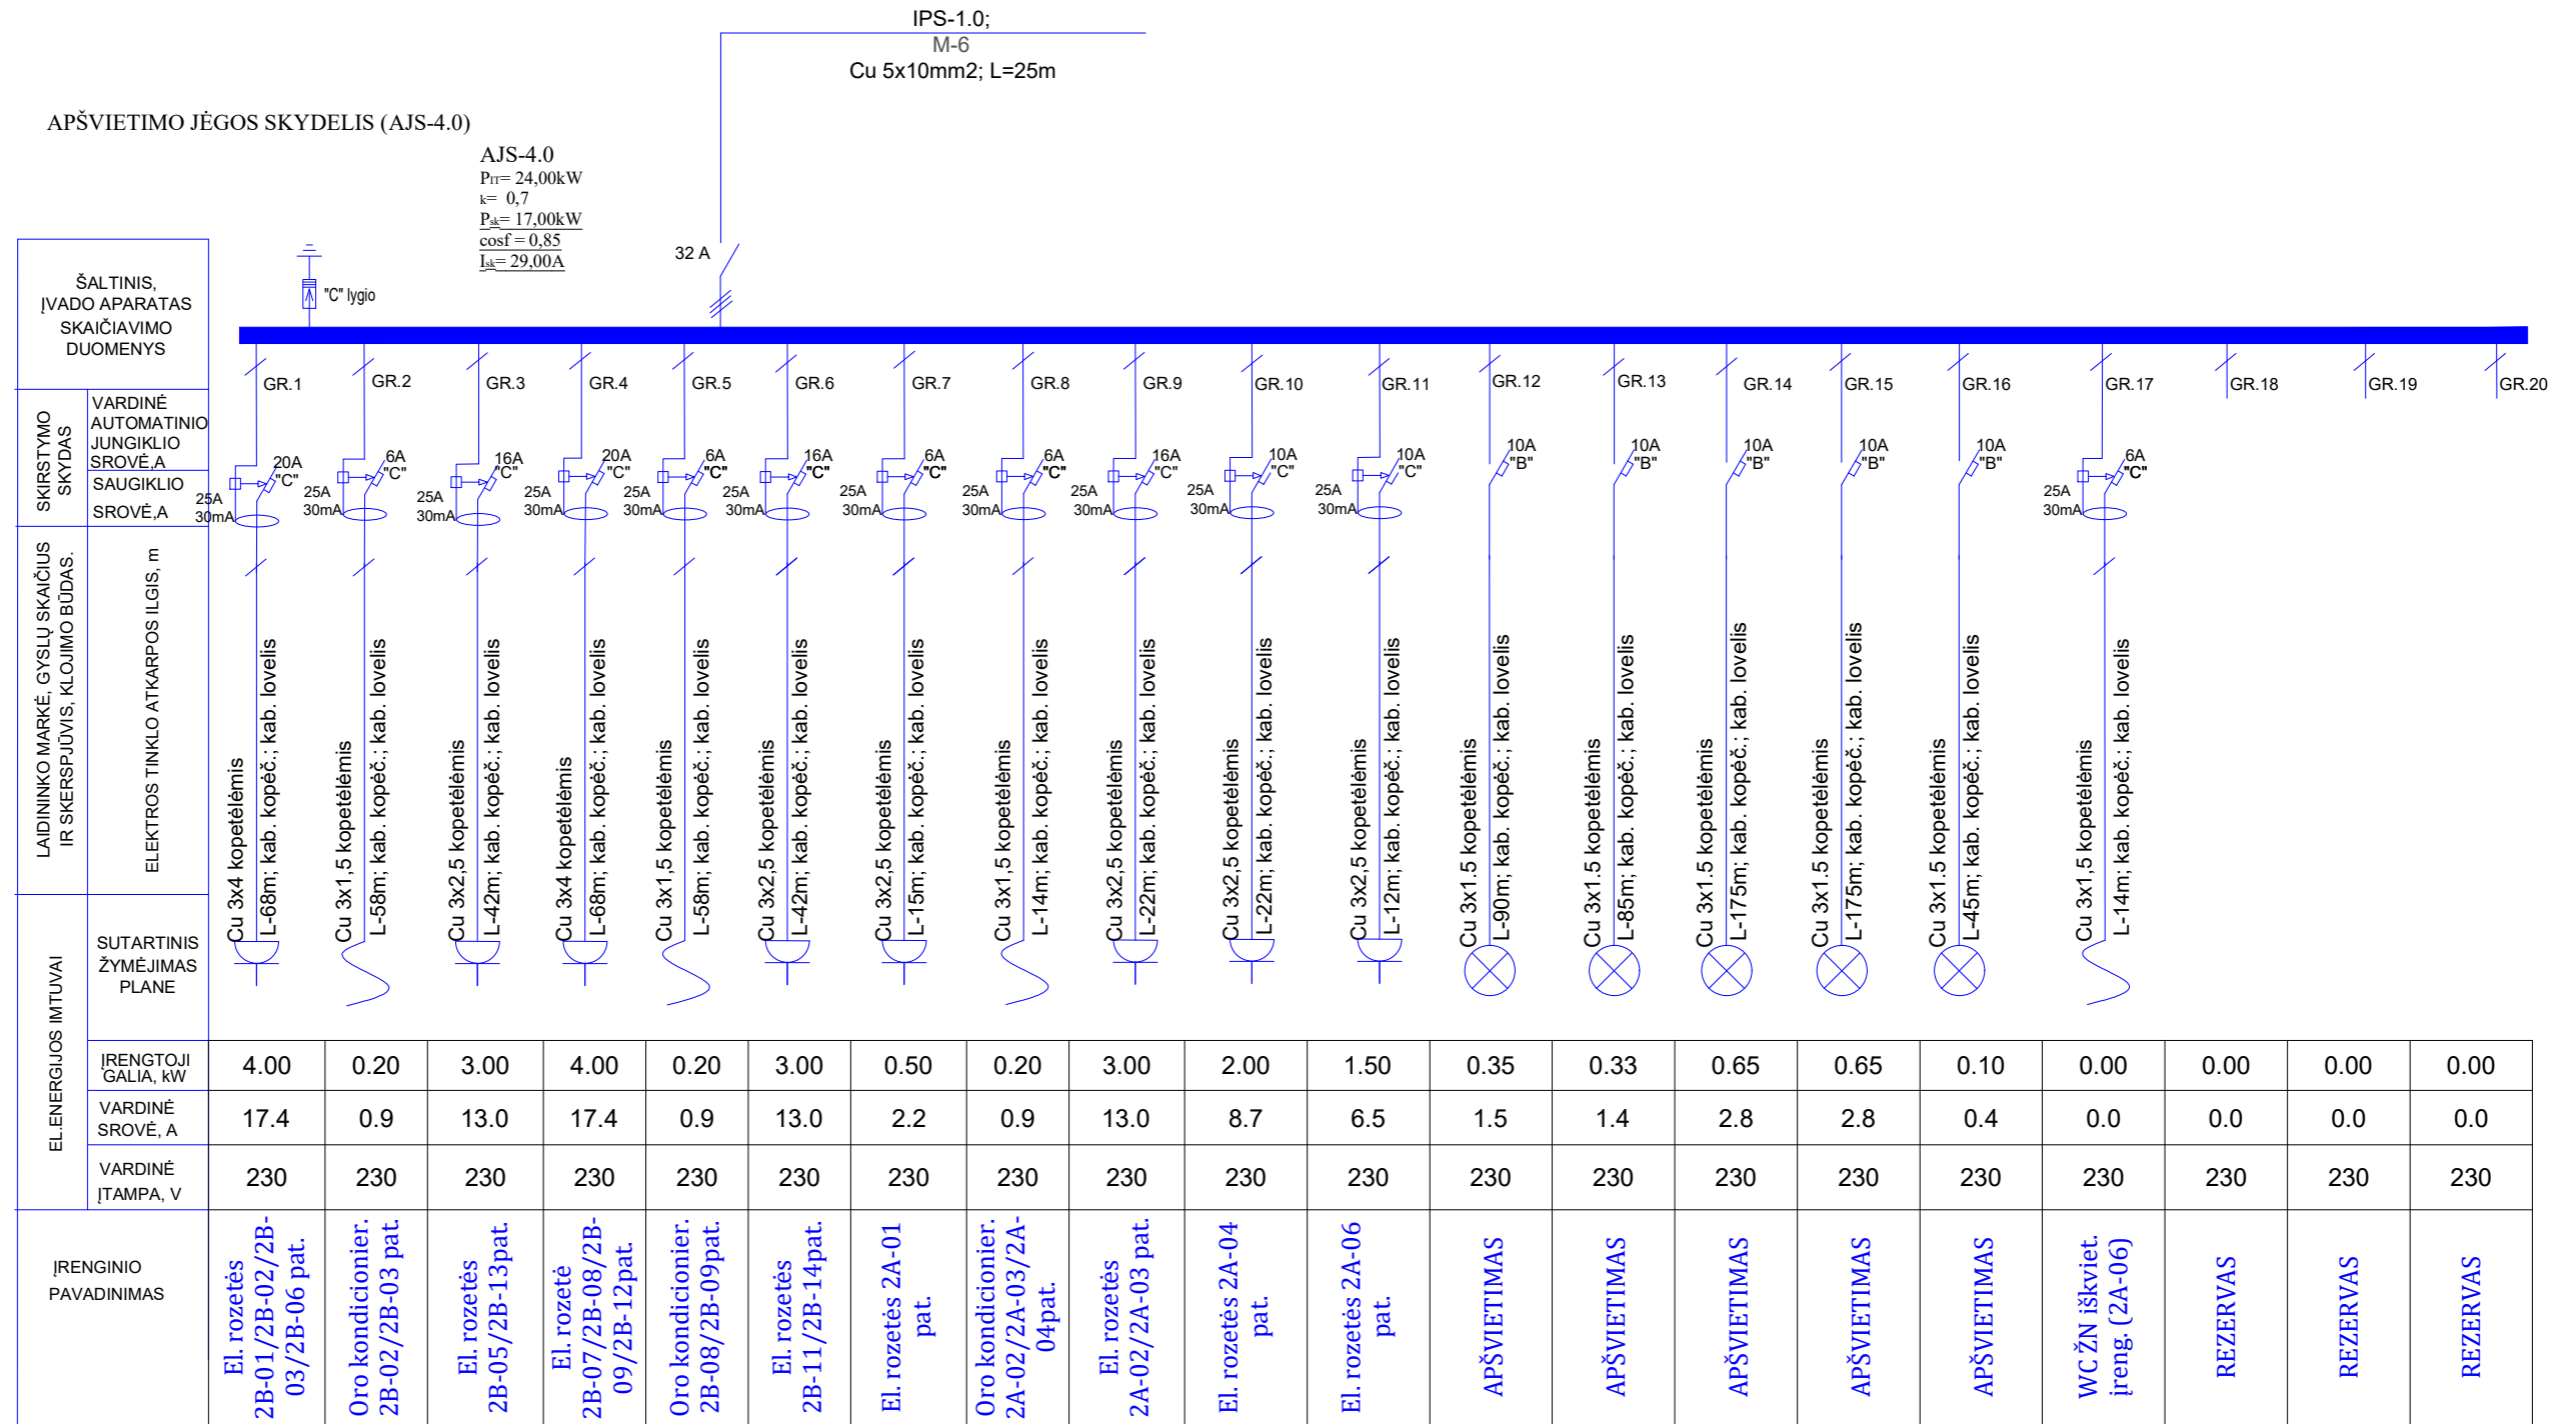 IPS-1.0;
M-6
Cu 5x10mm2; L=25m
APŠVIETIMO JĖGOS SKYDELIS (AJS-4.0)
AJS-4.0
PIT= 24,00kW
k= 0,7
Psk= 17,00kW
cosf = 0,85
Isk= 29,00A
32 A
"C" lygio
ŠALTINIS,
ĮVADO APARATAS
SKAIČIAVIMO
DUOMENYS
GR.1 GR.2 GR.3 GR.4 GR.5 GR.6 GR.7 GR.8 GR.9 GR.10 GR.11 GR.12 GR.13 GR.14 GR.15 GR.16 GR.17 GR.18 GR.19 GR.20
SKIRSTYMO
SKYDAS
VARDINĖ
AUTOMATINIO
JUNGIKLIO
SROVĖ,A
SAUGIKLIO
SROVĖ,A
20A 6A 16A 20A 6A 16A 6A 6A 16A 10A 10A 10A 10A 10A 10A 10A 6A
"C" "C" "C" "C" "C" "C" "C" "C" "C" "C" "C" "B" "B" "B" "B" "B" "C"
25A 25A 25A 25A 25A 25A 25A 25A 25A 25A 25A 25A
30mA 30mA 30mA 30mA 30mA 30mA 30mA 30mA 30mA 30mA 30mA 30mA
LAIDININKO MARKĖ, GYSLŲ SKAIČIUS
IR SKERSPJŪVIS, KLOJIMO BŪDAS.
ELEKTROS TINKLO ATKARPOS ILGIS, m
Cu 3x4 kopetėlėmis
L-68m; kab. kopėč.; kab. lovelis
Cu 3x1,5 kopetėlėmis
L-58m; kab. kopėč.; kab. lovelis
Cu 3x2,5 kopetėlėmis
L-42m; kab. kopėč.; kab. lovelis
Cu 3x4 kopetėlėmis
L-68m; kab. kopėč.; kab. lovelis
Cu 3x1,5 kopetėlėmis
L-58m; kab. kopėč.; kab. lovelis
Cu 3x2,5 kopetėlėmis
L-42m; kab. kopėč.; kab. lovelis
Cu 3x2,5 kopetėlėmis
L-15m; kab. kopėč.; kab. lovelis
Cu 3x1,5 kopetėlėmis
L-14m; kab. kopėč.; kab. lovelis
Cu 3x2,5 kopetėlėmis
L-22m; kab. kopėč.; kab. lovelis
Cu 3x2,5 kopetėlėmis
L-22m; kab. kopėč.; kab. lovelis
Cu 3x2,5 kopetėlėmis
L-12m; kab. kopėč.; kab. lovelis
Cu 3x1.5 kopetėlėmis
L-90m; kab. kopėč.; kab. lovelis
Cu 3x1.5 kopetėlėmis
L-85m; kab. kopėč.; kab. lovelis
Cu 3x1.5 kopetėlėmis
L-175m; kab. kopėč.; kab. lovelis
Cu 3x1.5 kopetėlėmis
L-175m; kab. kopėč.; kab. lovelis
Cu 3x1.5 kopetėlėmis
L-45m; kab. kopėč.; kab. lovelis
Cu 3x1,5 kopetėlėmis
L-14m; kab. kopėč.; kab. lovelis
EL.ENERGIJOS IMTUVAI
SUTARTINIS
ŽYMĖJIMAS
PLANE
ĮRENGTOJI
GALIA, kW
4.00 0.20 3.00 4.00 0.20 3.00 0.50 0.20 3.00 2.00 1.50 0.35 0.33 0.65 0.65 0.10 0.00 0.00 0.00 0.00
VARDINĖ
SROVĖ, A
17.4 0.9 13.0 17.4 0.9 13.0 2.2 0.9 13.0 8.7 6.5 1.5 1.4 2.8 2.8 0.4 0.0 0.0 0.0 0.0
VARDINĖ
ĮTAMPA, V
230 230 230 230 230 230 230 230 230 230 230 230 230 230 230 230 230 230 230 230
ĮRENGINIO
PAVADINIMAS
El. rozetės
2B-01/2B-02/2B-
03/2B-06 pat.
Oro kondicionier.
2B-02/2B-03 pat.
El. rozetės
2B-05/2B-13pat.
El. rozetė
2B-07/2B-08/2B-
09/2B-12pat.
Oro kondicionier.
2B-08/2B-09pat.
El. rozetės
2B-11/2B-14pat.
El. rozetės 2A-01
pat.
Oro kondicionier.
2A-02/2A-03/2A-
04pat.
El. rozetės
2A-02/2A-03 pat.
El. rozetės 2A-04
pat.
El. rozetės 2A-06
pat.
APŠVIETIMAS
APŠVIETIMAS
APŠVIETIMAS
APŠVIETIMAS
APŠVIETIMAS
WC ŽN iškviet.
įreng. (2A-06)
REZERVAS
REZERVAS
REZERVAS